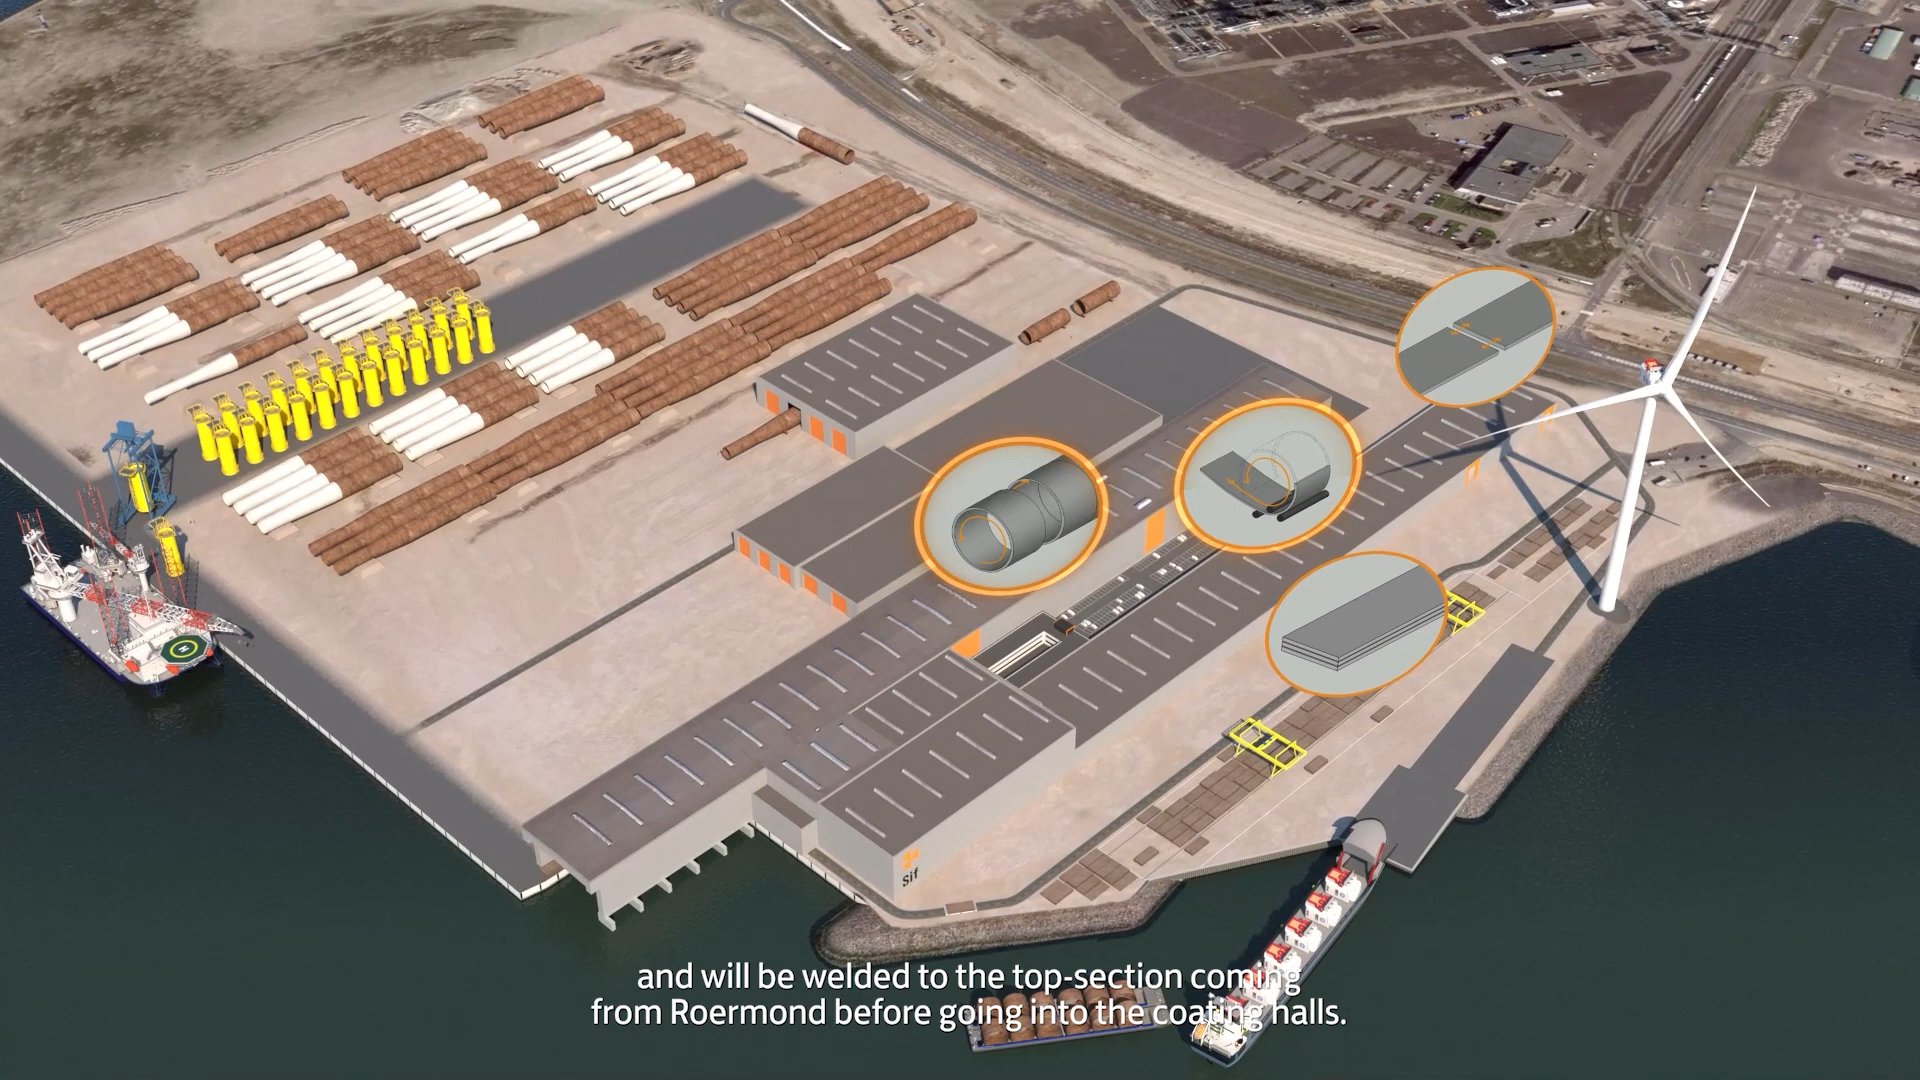 H
Sif
and will be welded to the top-section coming
from Roermond before going into the coating halls.